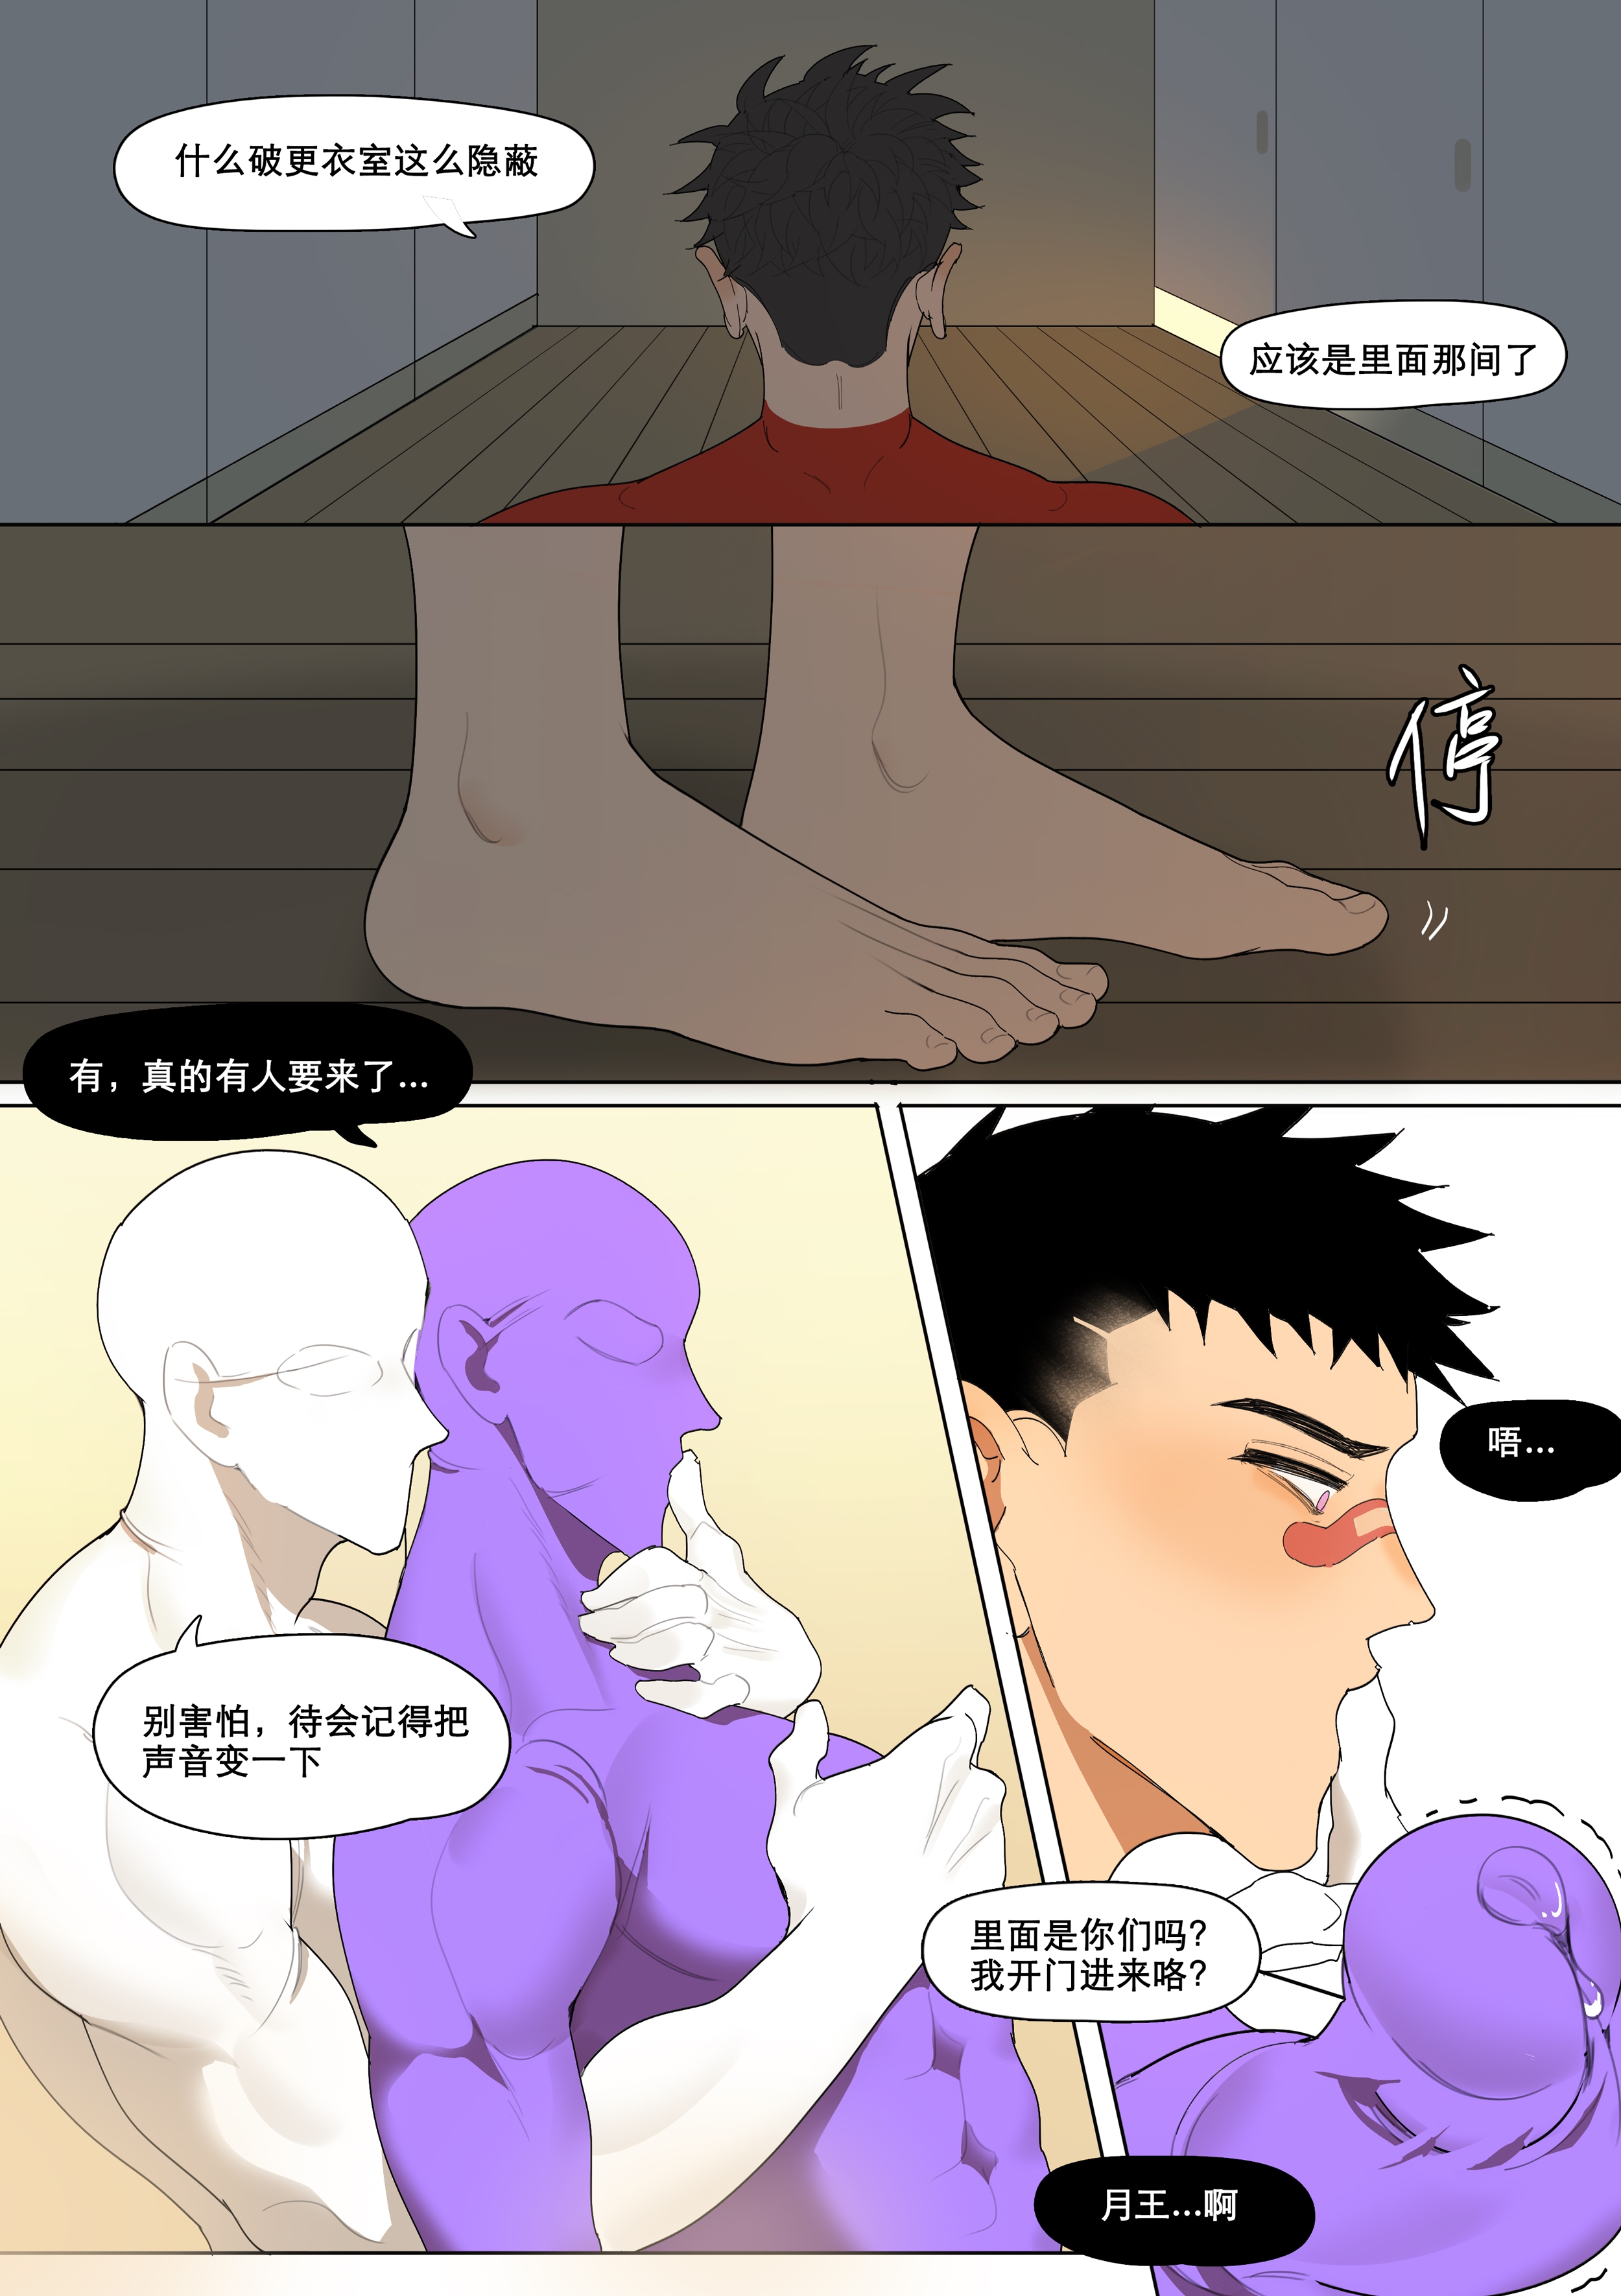 什么破更衣室这么隐蔽
应该是里面那间了
停
有，真的有人要来了...
别害怕，待会记得把
声音变一下
唔...
里面是你们吗？
我开门进来咯？
月王...啊